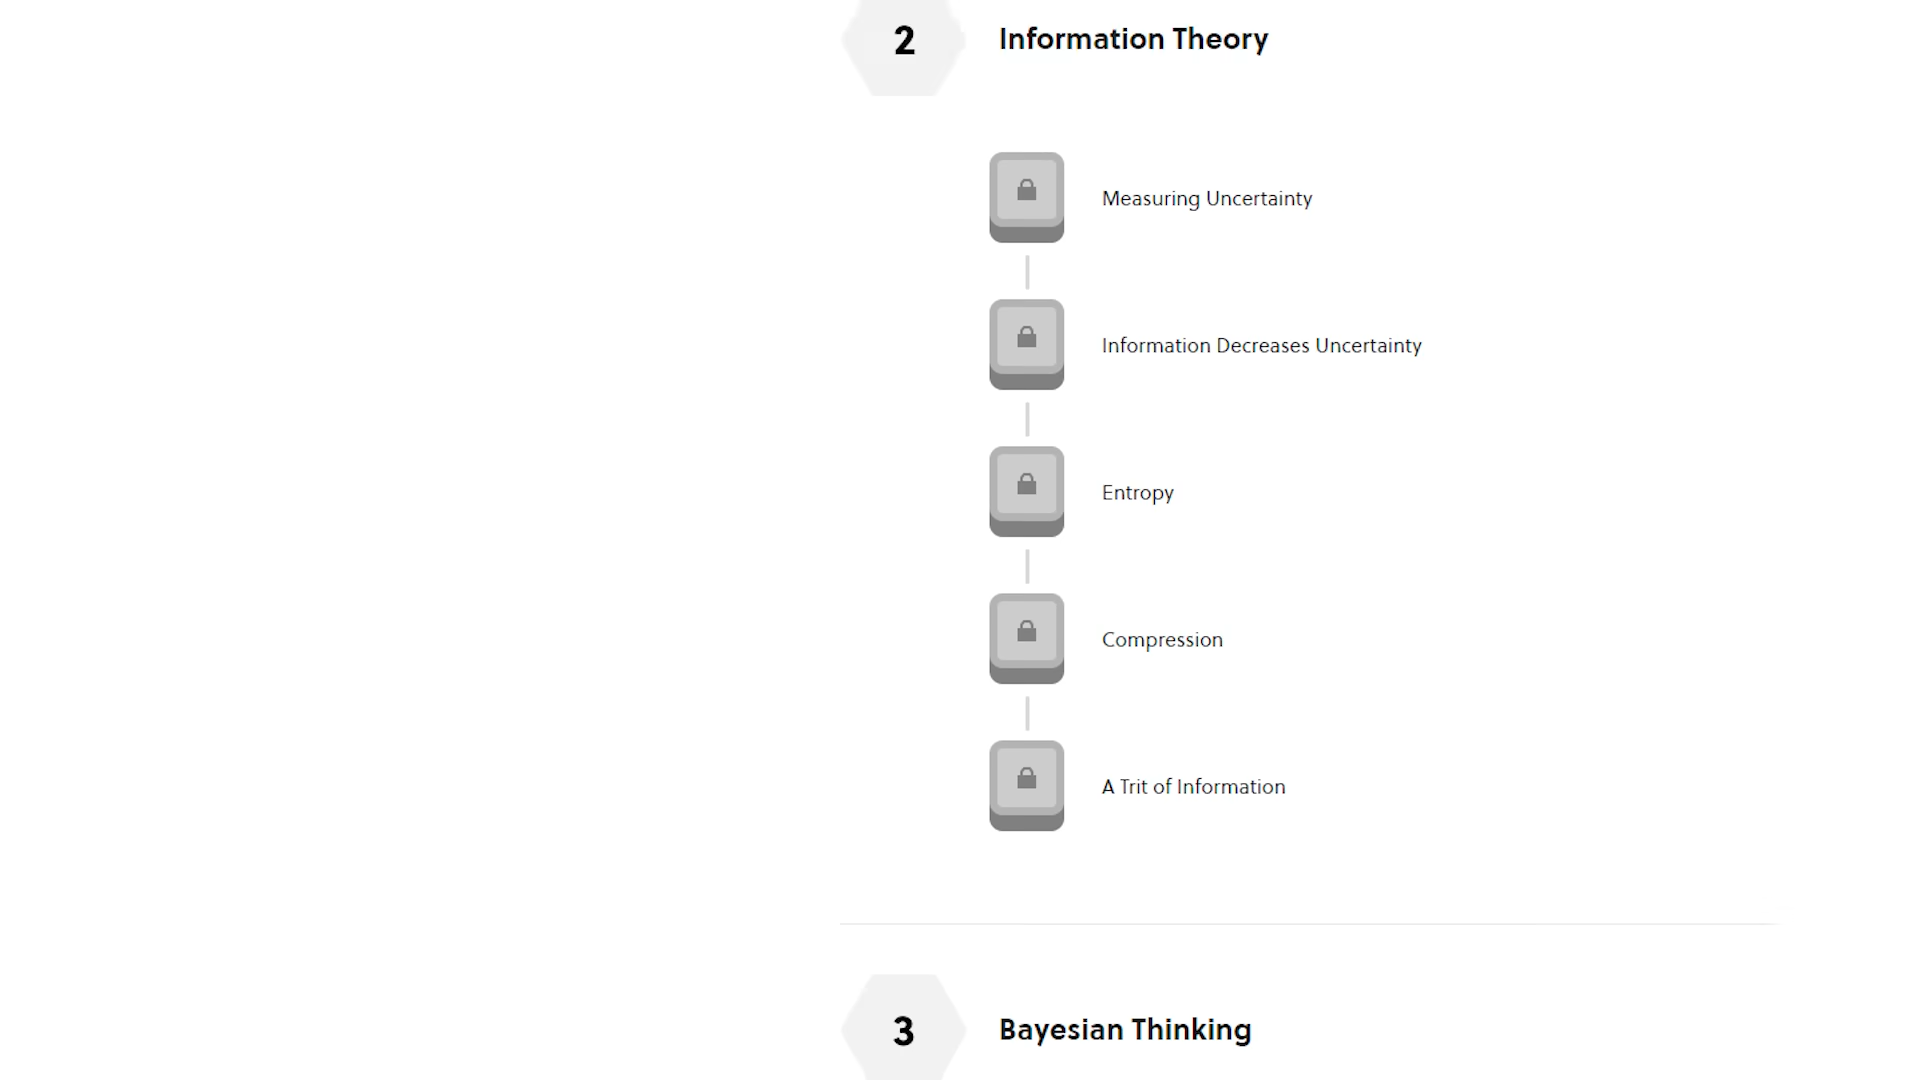 2
Information Theory
Measuring Uncertainty
Information Decreases Uncertainty
Entropy
Compression
A Trit of Information
3
Bayesian Thinking